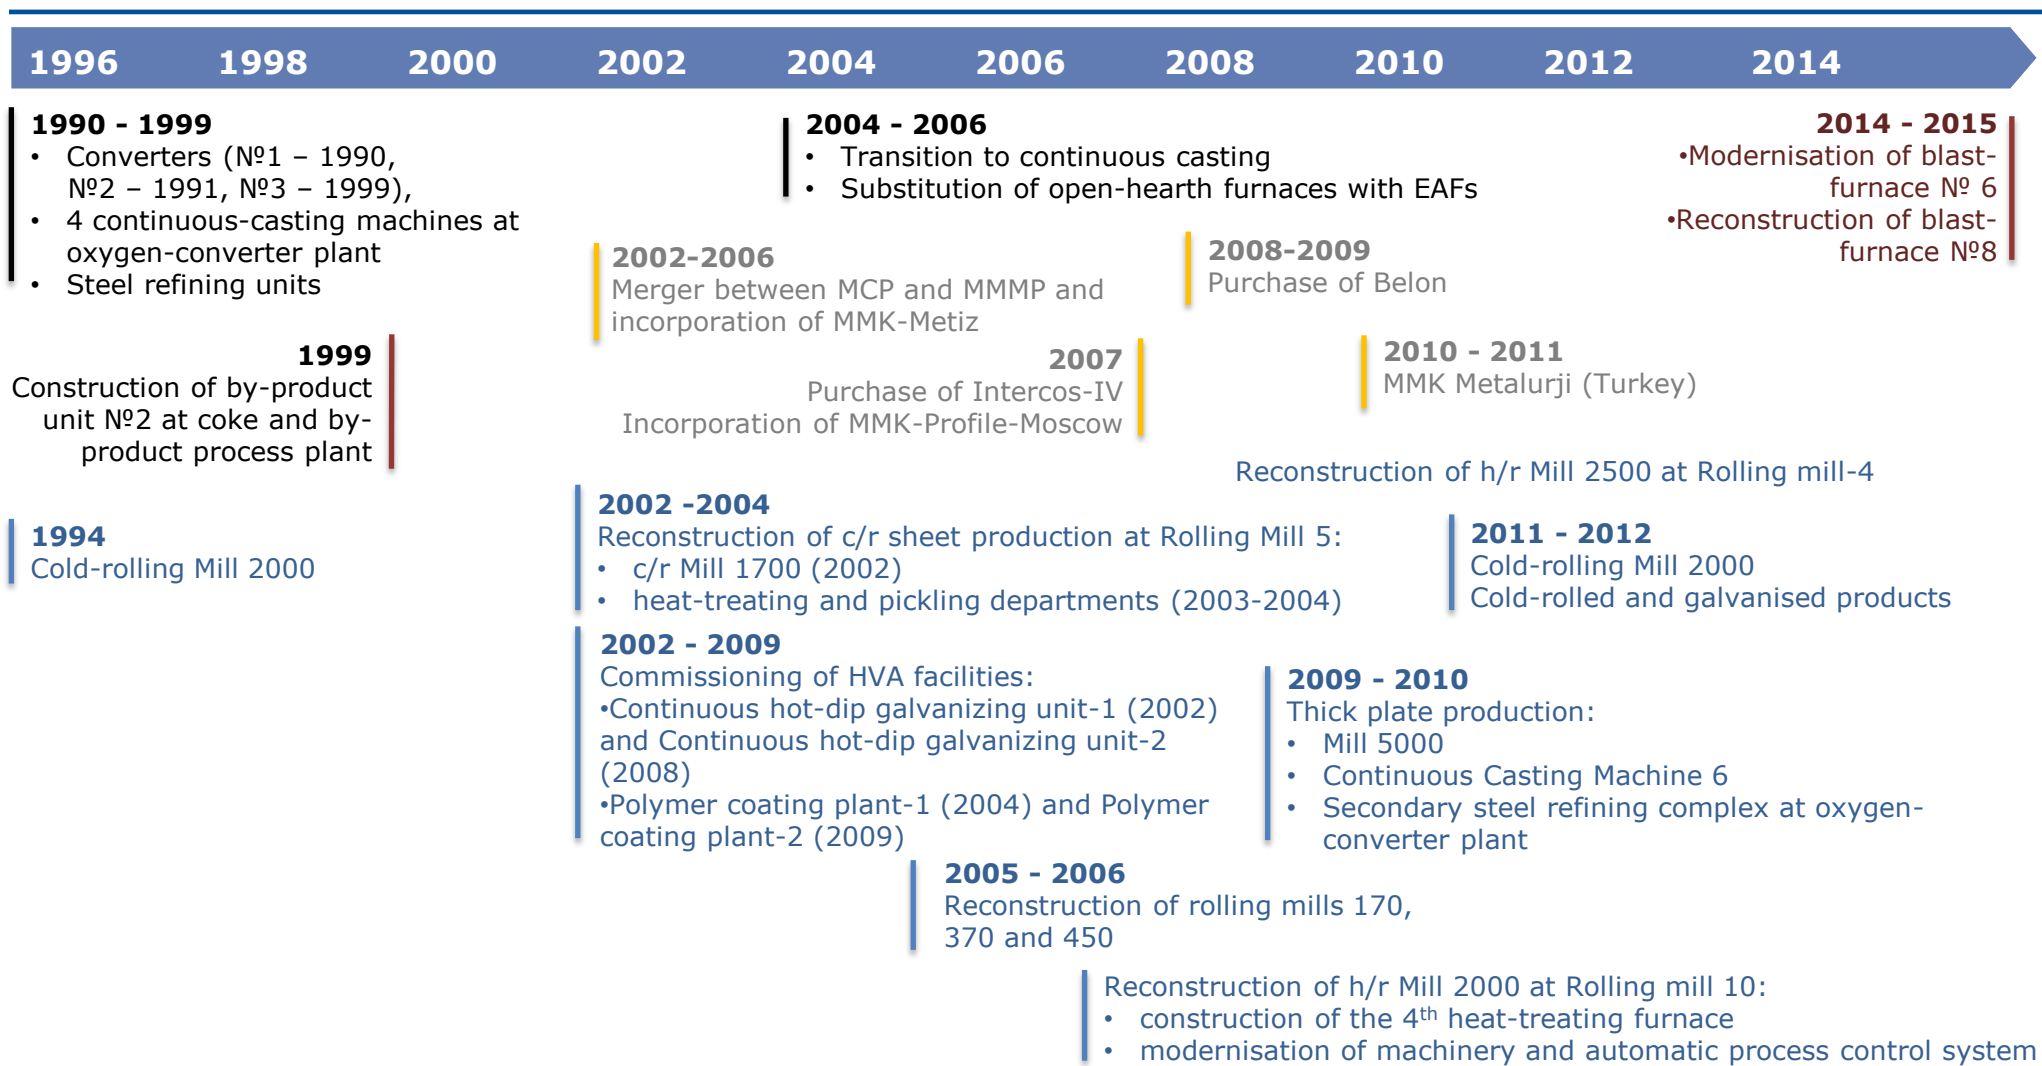 1996 1998 2000 2002 2004 2006 2008 2010 2012 2014
1990 - 1999
• Converters (№1 – 1990,
№2 – 1991, №3 – 1999),
• 4 continuous-casting machines at
oxygen-converter plant
• Steel refining units
2004 - 2006
• Transition to continuous casting
• Substitution of open-hearth furnaces with EAFs
2014 - 2015
•Modernisation of blast-
furnace № 6
•Reconstruction of blast-
furnace №8
2002-2006
Merger between MCP and MMMP and
incorporation of MMK-Metiz
2008-2009
Purchase of Belon
1999
Construction of by-product
unit №2 at coke and by-
product process plant
2007
Purchase of Intercos-IV
Incorporation of MMK-Profile-Moscow
2010 - 2011
MMK Metalurji (Turkey)
Reconstruction of h/r Mill 2500 at Rolling mill-4
1994
Cold-rolling Mill 2000
2002 -2004
Reconstruction of c/r sheet production at Rolling Mill 5:
• c/r Mill 1700 (2002)
• heat-treating and pickling departments (2003-2004)
2011 - 2012
Cold-rolling Mill 2000
Cold-rolled and galvanised products
2002 - 2009
Commissioning of HVA facilities:
•Continuous hot-dip galvanizing unit-1 (2002)
and Continuous hot-dip galvanizing unit-2
(2008)
•Polymer coating plant-1 (2004) and Polymer
coating plant-2 (2009)
2009 - 2010
Thick plate production:
• Mill 5000
• Continuous Casting Machine 6
• Secondary steel refining complex at oxygen-
converter plant
2005 - 2006
Reconstruction of rolling mills 170,
370 and 450
Reconstruction of h/r Mill 2000 at Rolling mill 10:
• construction of the 4th heat-treating furnace
• modernisation of machinery and automatic process control system